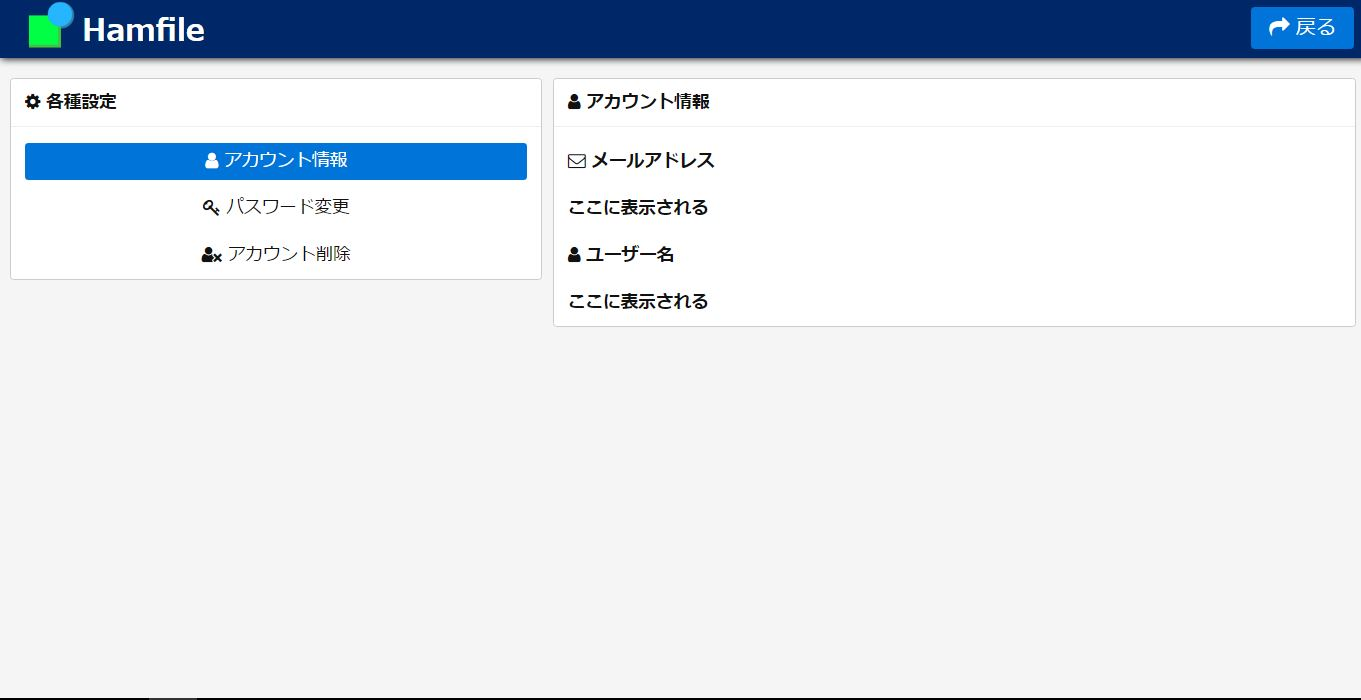 Hamfile
戻る
各種設定
アカウント情報
パスワード変更
アカウント削除
アカウント情報
メールアドレス
ここに表示される
ユーザー名
ここに表示される